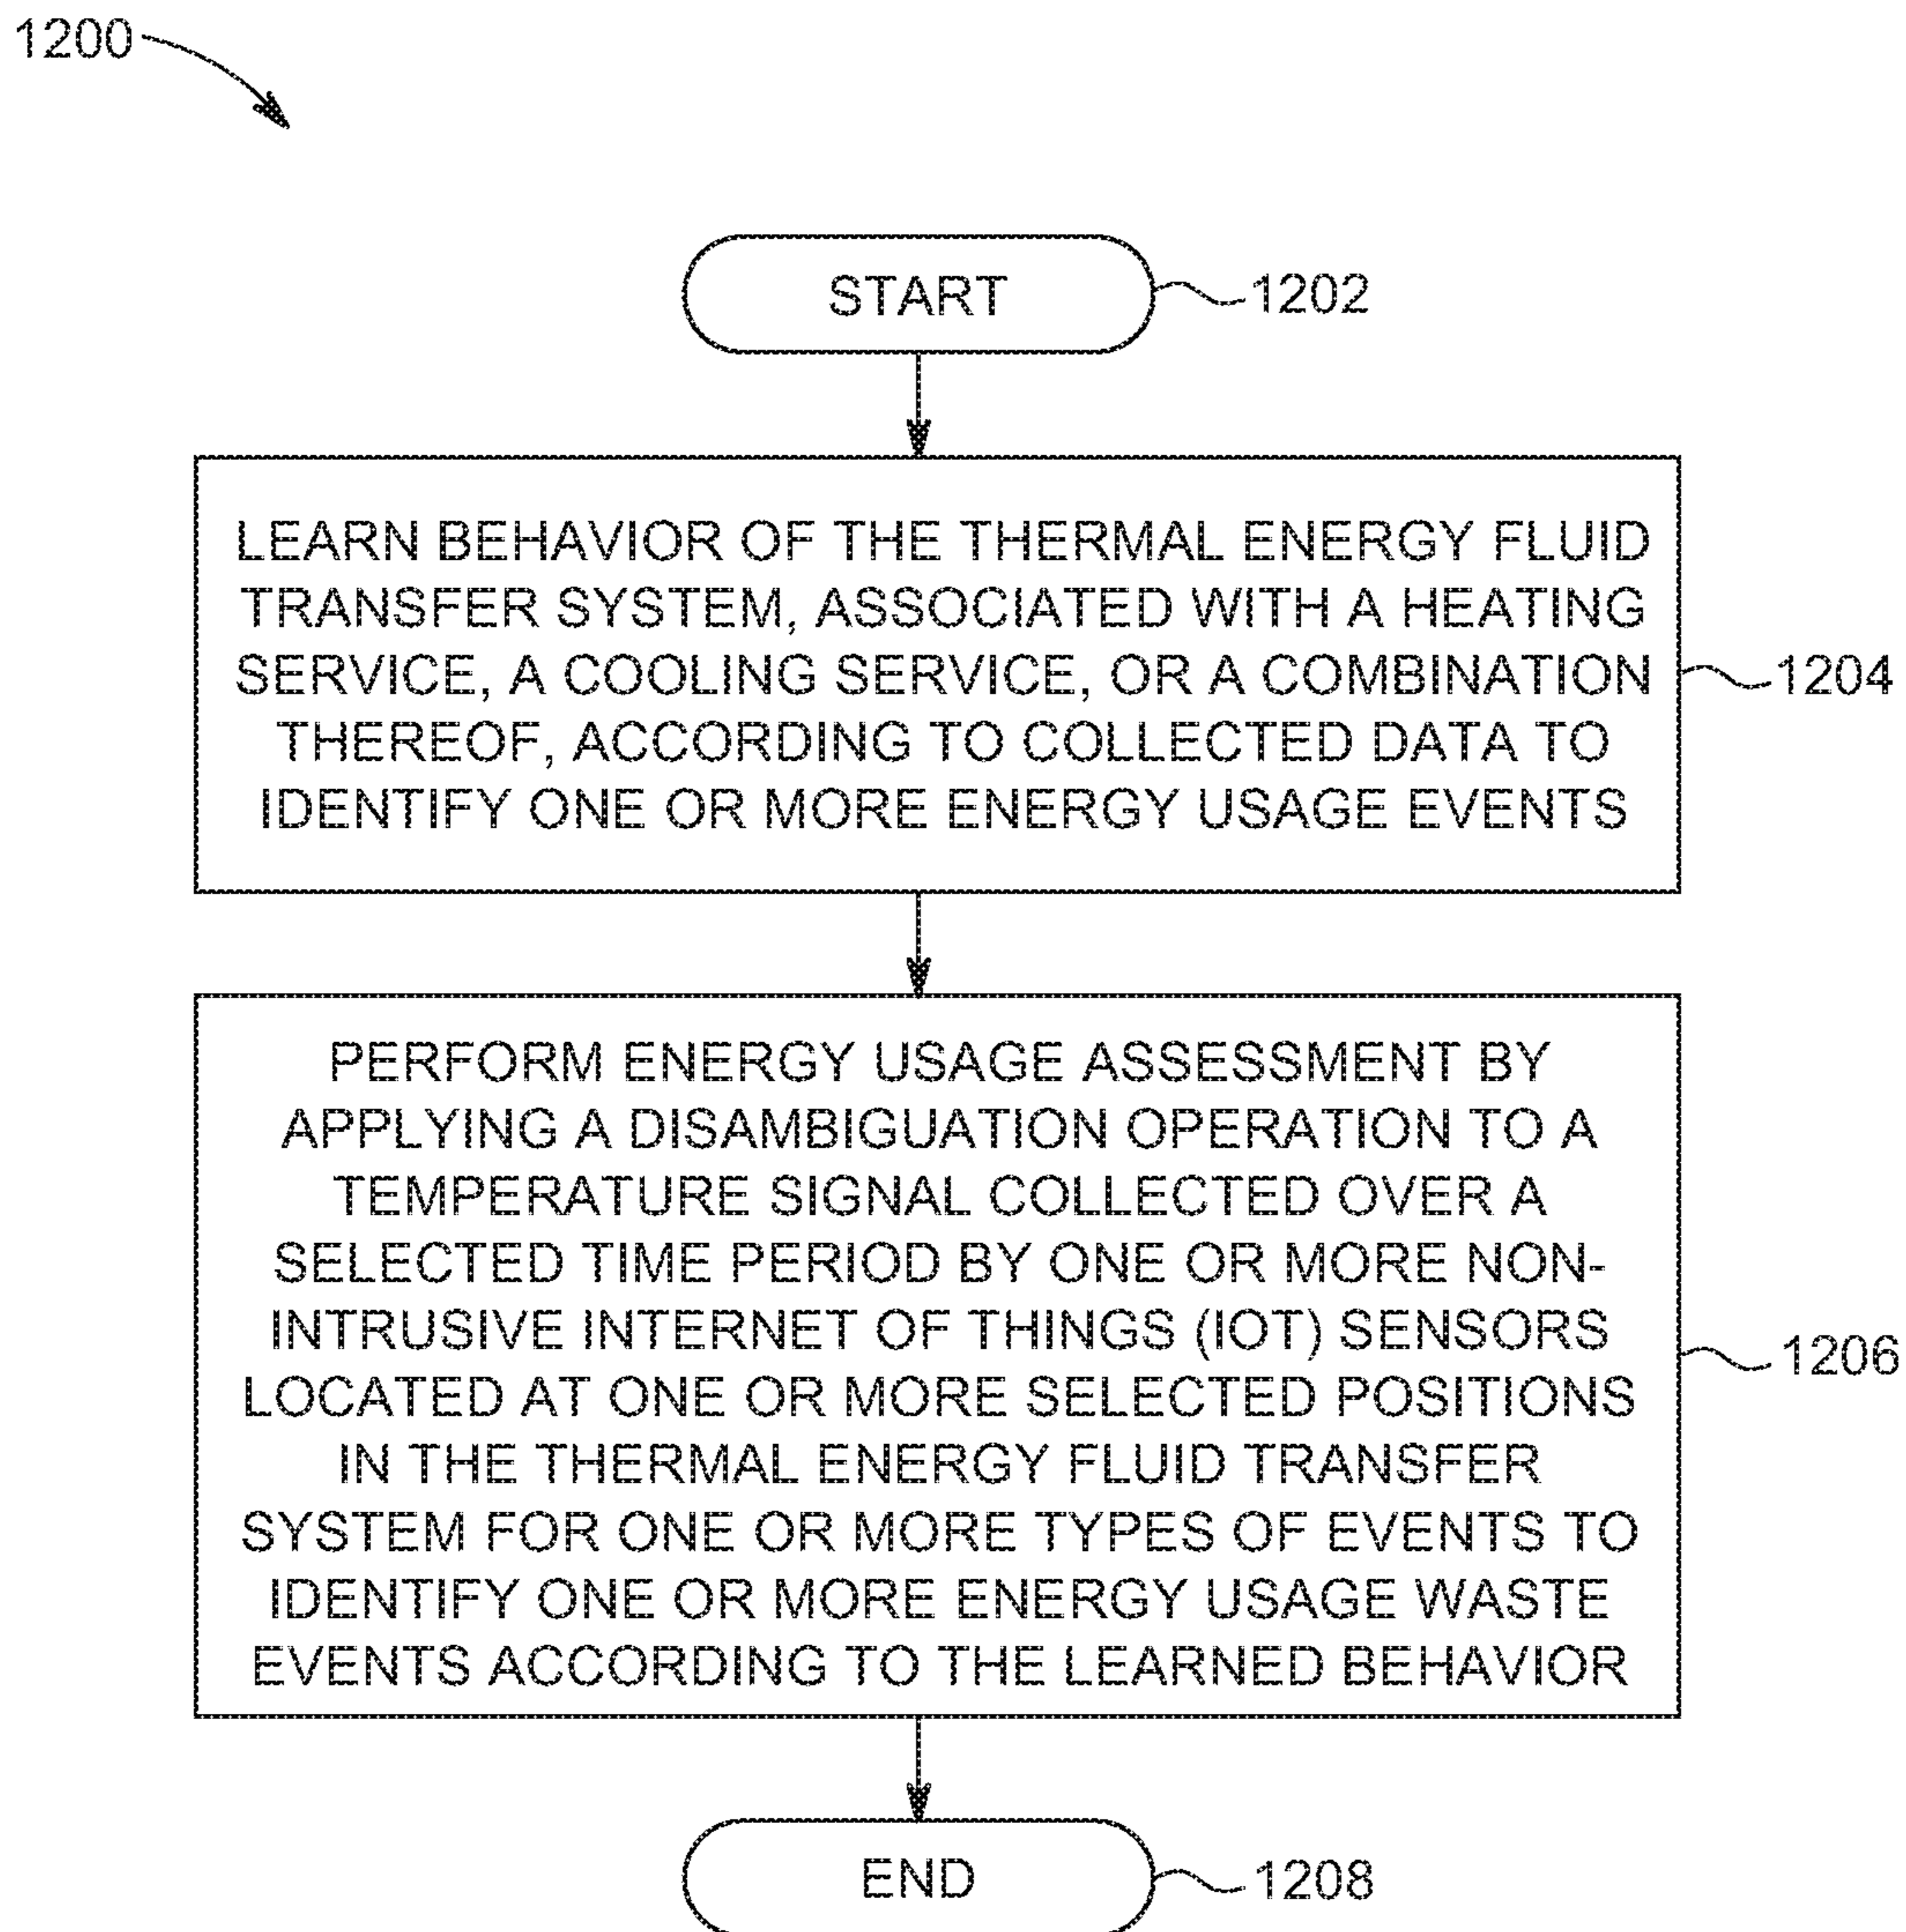 1200
START
1202
LEARN BEHAVIOR OF THE THERMAL ENERGY FLUID
TRANSFER SYSTEM, ASSOCIATED WITH A HEATING
SERVICE, A COOLING SERVICE, OR A COMBINATION
THEREOF, ACCORDING TO COLLECTED DATA TO
IDENTIFY ONE OR MORE ENERGY USAGE EVENTS
1204
PERFORM ENERGY USAGE ASSESSMENT BY
APPLYING A DISAMBIGUATION OPERATION TO A
TEMPERATURE SIGNAL COLLECTED OVER A
SELECTED TIME PERIOD BY ONE OR MORE NON-
INTRUSIVE INTERNET OF THINGS (IOT) SENSORS
LOCATED AT ONE OR MORE SELECTED POSITIONS
IN THE THERMAL ENERGY FLUID TRANSFER
SYSTEM FOR ONE OR MORE TYPES OF EVENTS TO
IDENTIFY ONE OR MORE ENERGY USAGE WASTE
EVENTS ACCORDING TO THE LEARNED BEHAVIOR
1206
END
1208